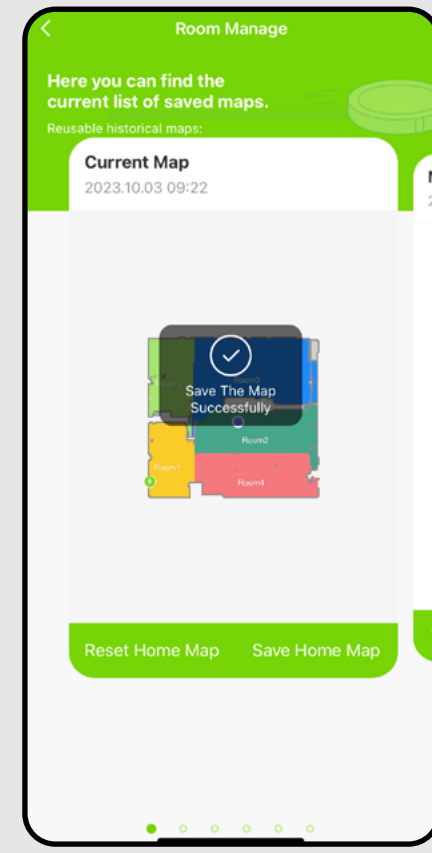 Room Manage
Here you can find the
current list of saved maps.
Reusable historical maps:
Current Map
2023.10.03 09:22
Save The Map
Successfully
Room2
Room1
Room4
Reset Home Map
Save Home Map